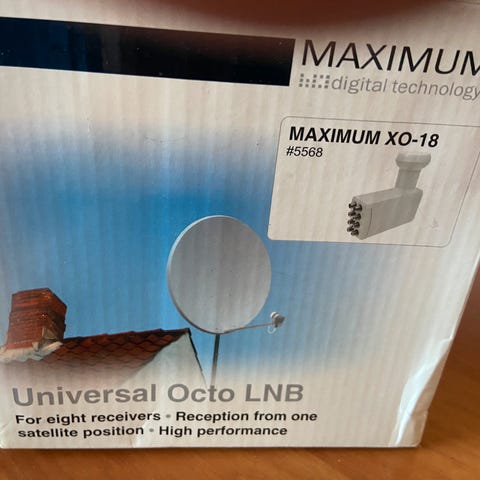 MAXIMUM
digital technology
MAXIMUM XO-18
#5568
Universal Octo LNB
For eight receivers • Reception from one
satellite position • High performance